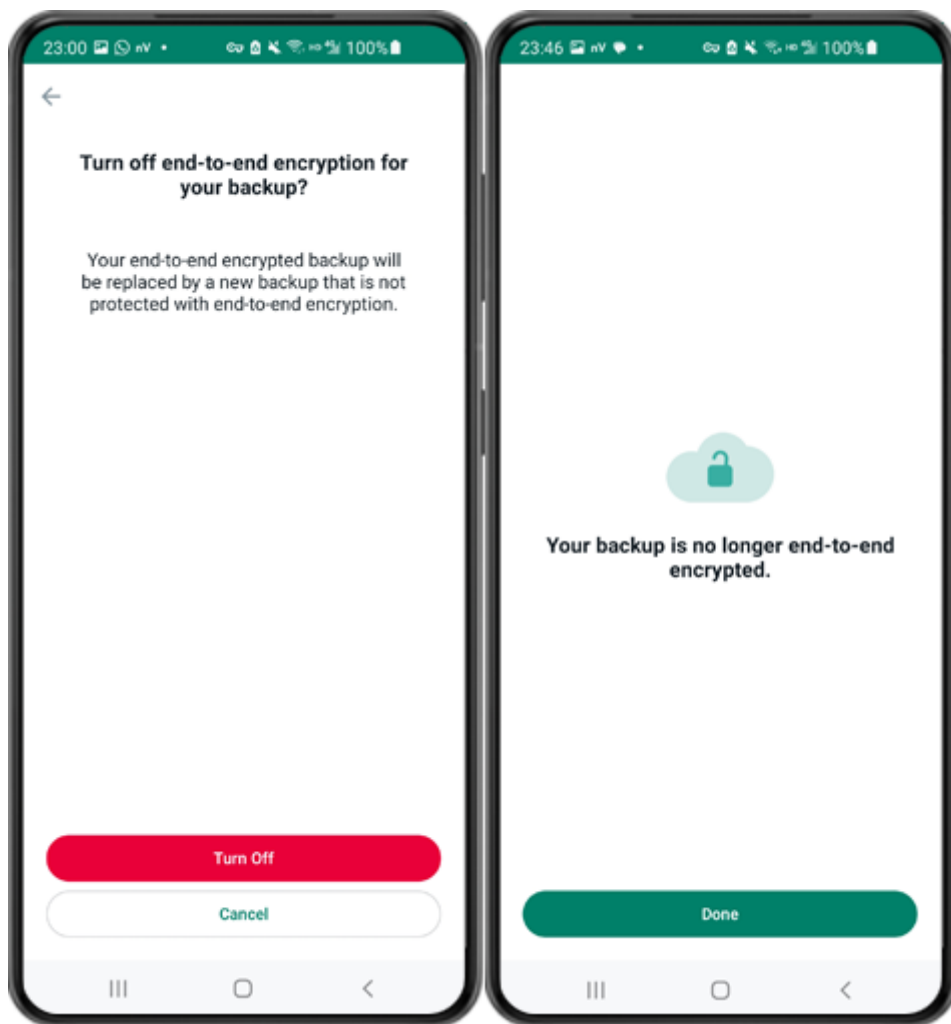 23:00 nV 100%
Turn off end-to-end encryption for
your backup?
Your end-to-end encrypted backup will
be replaced by a new backup that is not
protected with end-to-end encryption.
Turn Off
Cancel
23:46 nV 100%
Your backup is no longer end-to-end
encrypted.
Done